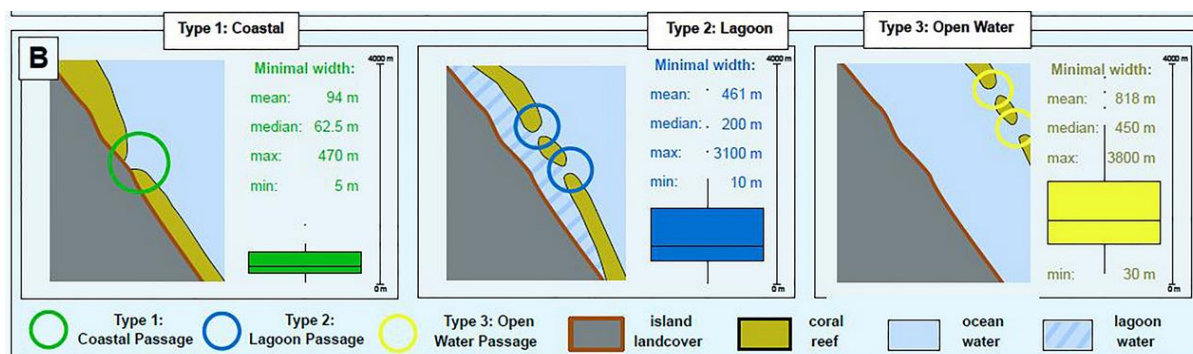 Type 1: Coastal
Type 2: Lagoon
Type 3: Open Water
B
Minimal width:
mean: 94 m
median: 62.5 m
max: 470 m
min: 5 m
4000 m
0 m
Minimal width:
mean: 461 m
median: 200 m
max: 3100 m
min: 10 m
4000 m
0 m
Minimal width:
mean: 818 m
median: 450 m
max: 3800 m
min: 30 m
4000 m
0 m
Type 1:
Coastal Passage
Type 2:
Lagoon Passage
Type 3: Open
Water Passage
island
landcover
coral
reef
ocean
water
lagoon
water